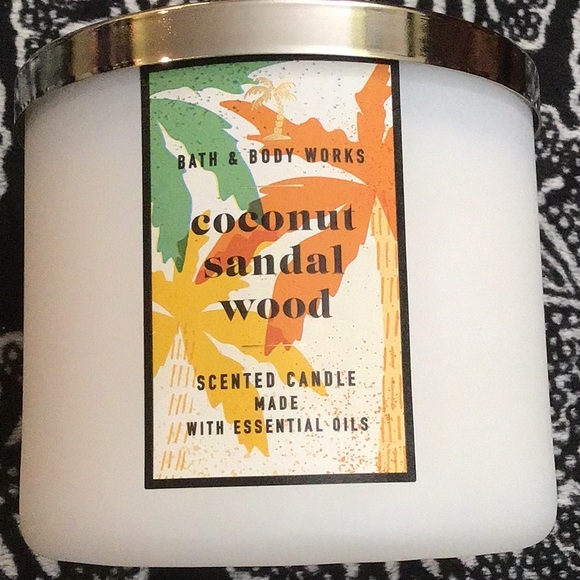 BATH & BODY WORKS
coconut
sandal
wood
SCENTED CANDLE
MADE
WITH ESSENTIAL OILS